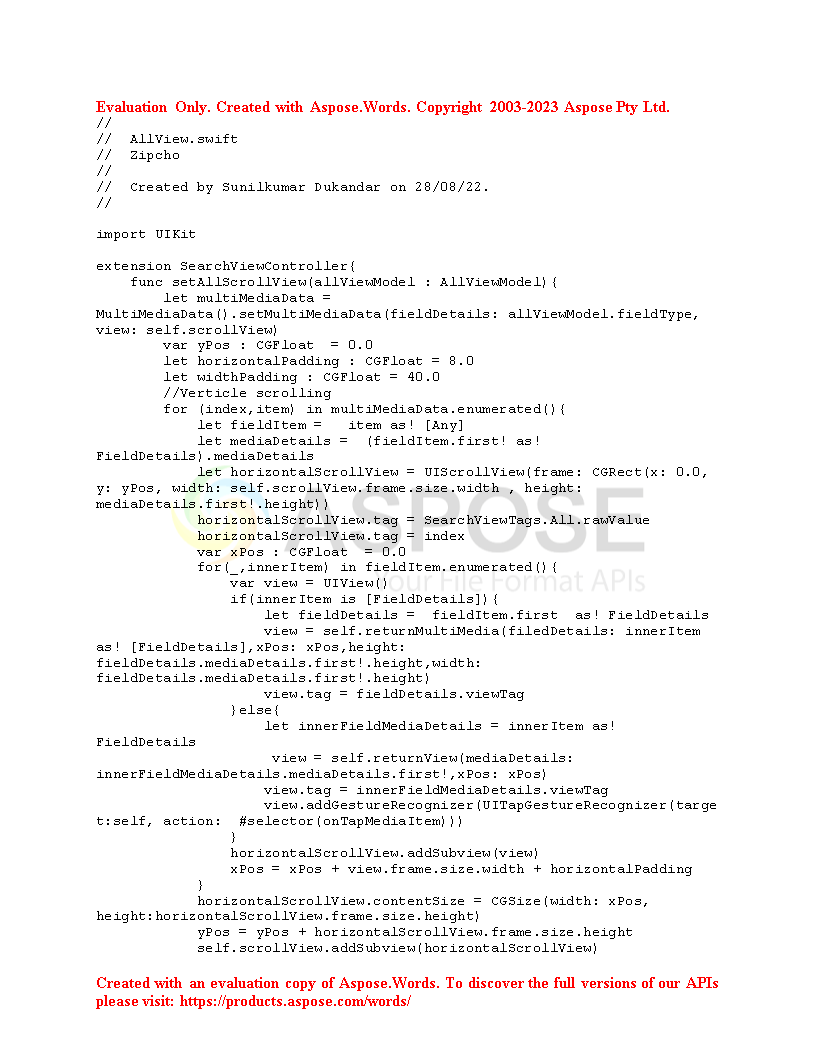 Evaluation Only. Created with Aspose.Words. Copyright 2003-2023 Aspose Pty Ltd.
//
//  AllView.swift
//  Zipcho
//
//  Created by Sunilkumar Dukandar on 28/08/22.
//
import UIKit
extension SearchViewController{
    func setAllScrollView(allViewModel : AllViewModel){
        let multiMediaData =
MultiMediaData().setMultiMediaData(fieldDetails: allViewModel.fieldType,
view: self.scrollView)
        var yPos : CGFloat  = 0.0
        let horizontalPadding : CGFloat = 8.0
        let widthPadding : CGFloat = 40.0
        //Verticle scrolling
        for (index,item) in multiMediaData.enumerated(){
            let fieldItem =   item as! [Any]
            let mediaDetails =  (fieldItem.first! as!
FieldDetails).mediaDetails
            let horizontalScrollView = UIScrollView(frame: CGRect(x: 0.0,
y: yPos, width: self.scrollView.frame.size.width , height:
mediaDetails.first!.height))
            horizontalScrollView.tag = SearchViewTags.All.rawValue
            horizontalScrollView.tag = index
            var xPos : CGFloat  = 0.0
            for(_,innerItem) in fieldItem.enumerated(){
                var view = UIView()
                if(innerItem is [FieldDetails]){
                    let fieldDetails =  fieldItem.first  as! FieldDetails
                    view = self.returnMultiMedia(filedDetails: innerItem
as! [FieldDetails],xPos: xPos,height:
fieldDetails.mediaDetails.first!.height,width:
fieldDetails.mediaDetails.first!.height)
                    view.tag = fieldDetails.viewTag
                }else{
                    let innerFieldMediaDetails = innerItem as!
FieldDetails
                     view = self.returnView(mediaDetails:
innerFieldMediaDetails.mediaDetails.first!,xPos: xPos)
                    view.tag = innerFieldMediaDetails.viewTag
                    view.addGestureRecognizer(UITapGestureRecognizer(targe
t:self, action:  #selector(onTapMediaItem)))
                }
                horizontalScrollView.addSubview(view)
                xPos = xPos + view.frame.size.width + horizontalPadding
            }
            horizontalScrollView.contentSize = CGSize(width: xPos,
height:horizontalScrollView.frame.size.height)
            yPos = yPos + horizontalScrollView.frame.size.height
            self.scrollView.addSubview(horizontalScrollView)
ASPOSE
Your File Format APIs
Created with an evaluation copy of Aspose.Words. To discover the full versions of our APIs
please visit: https://products.aspose.com/words/